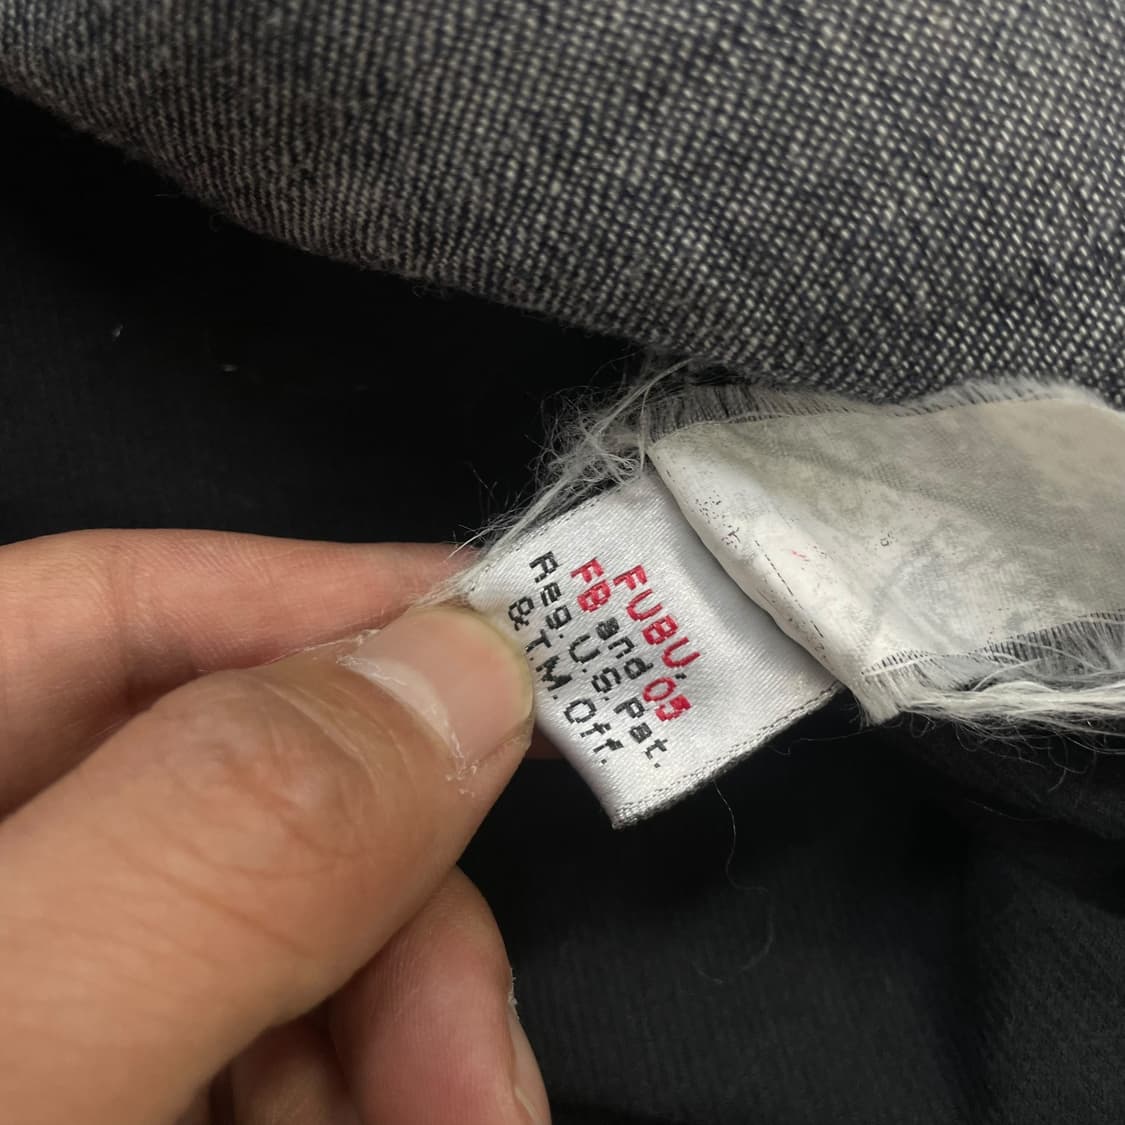 FUBU.
FB and 05
Reg. U.S. Pat.
& T.M. Off.